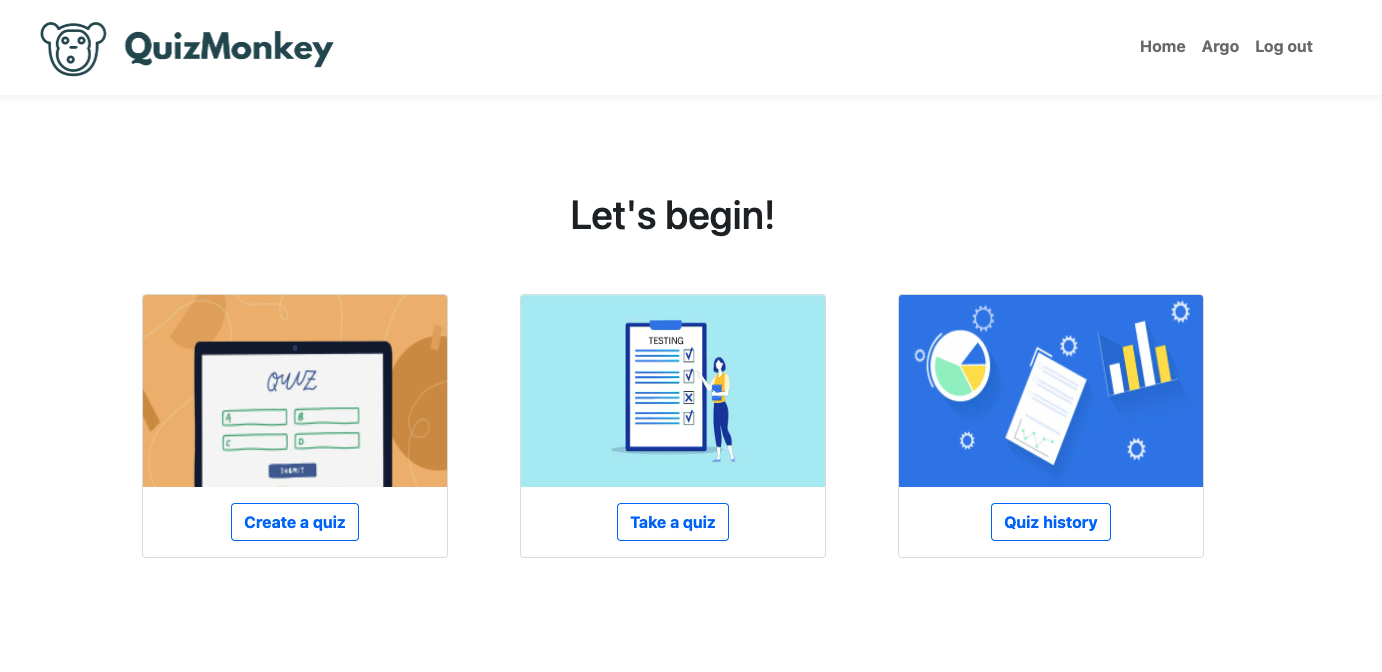 QuizMonkey
Home Argo Log out
Let's begin!
QUIZ
A
B
C
D
SUBMIT
TESTING
Create a quiz
Take a quiz
Quiz history